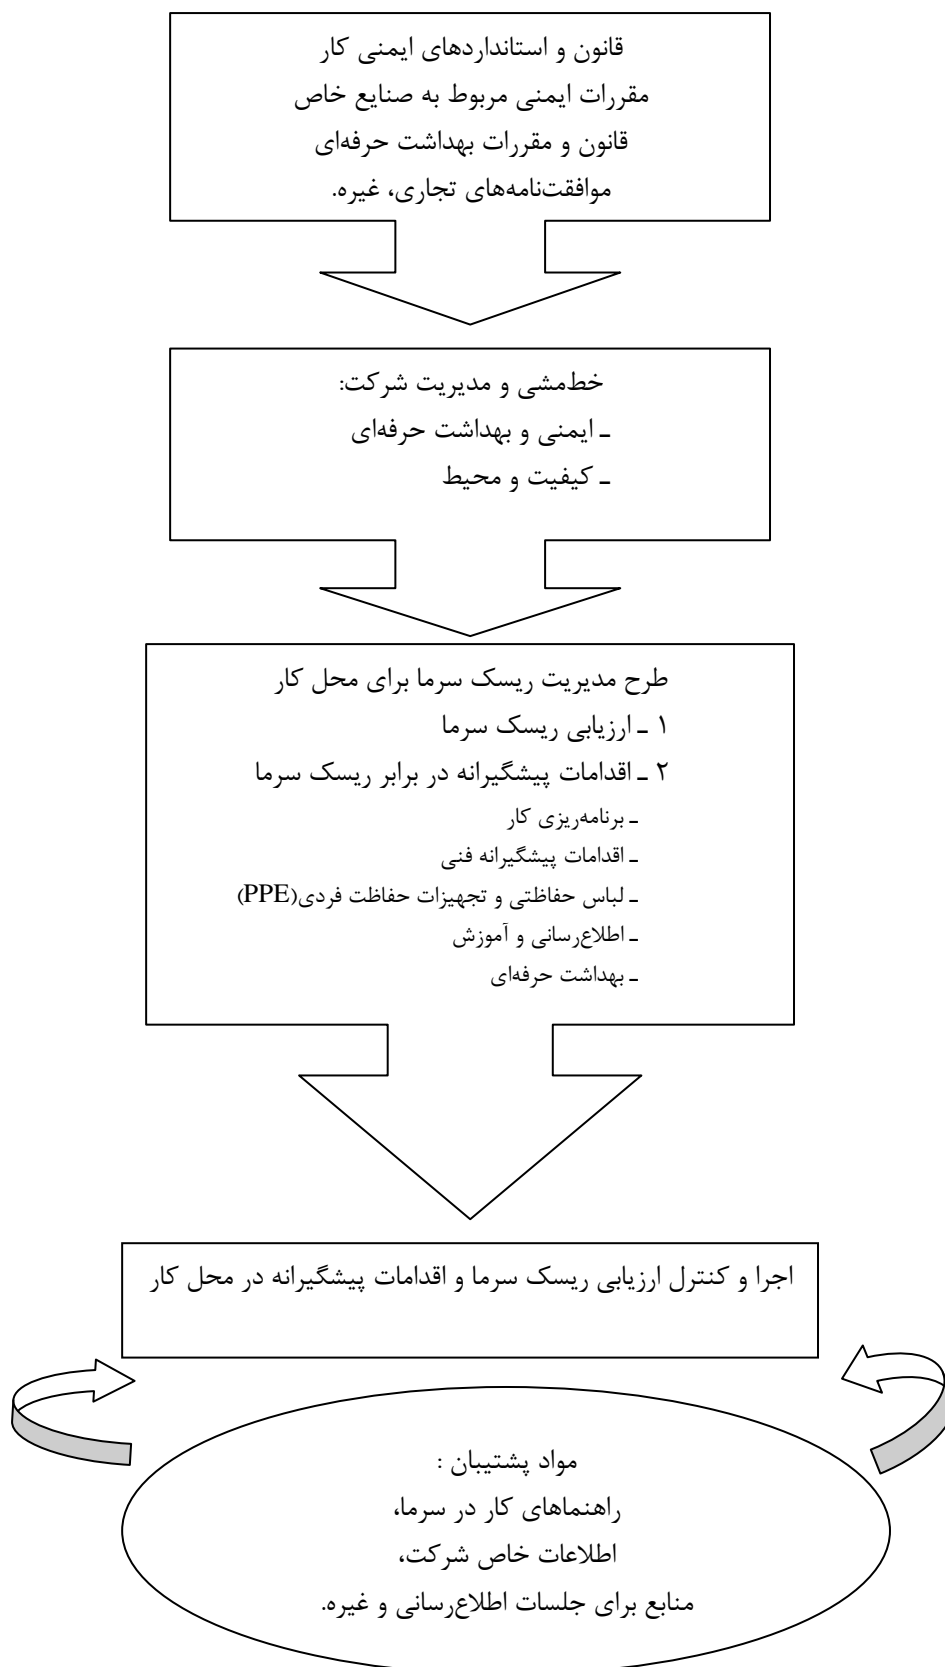 قانون و استانداردهای ایمنی کار
مقررات ایمنی مربوط به صنایع خاص
قانون و مقررات بهداشت حرفه‌ای
موافقت‌نامه‌های تجاری، غیره.
خط‌مشی و مدیریت شرکت:
ـ ایمنی و بهداشت حرفه‌ای
ـ کیفیت و محیط
طرح مدیریت ریسک سرما برای محل کار
۱ ـ ارزیابی ریسک سرما
۲ ـ اقدامات پیشگیرانه در برابر ریسک سرما
ـ برنامه‌ریزی کار
ـ اقدامات پیشگیرانه فنی
ـ لباس حفاظتی و تجهیزات حفاظت فردی(PPE)
ـ اطلاع‌رسانی و آموزش
ـ بهداشت حرفه‌ای
اجرا و کنترل ارزیابی ریسک سرما و اقدامات پیشگیرانه در محل کار
مواد پشتیبان :
راهنماهای کار در سرما،
اطلاعات خاص شرکت،
منابع برای جلسات اطلاع‌رسانی و غیره.